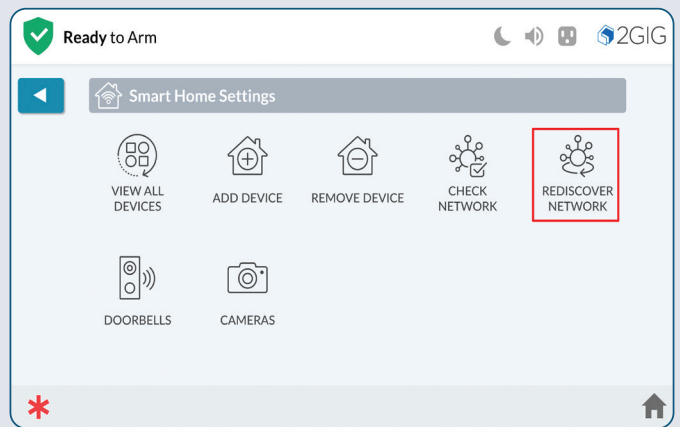 Ready to Arm
2GIG
Smart Home Settings
VIEW ALL
DEVICES
ADD DEVICE
REMOVE DEVICE
CHECK
NETWORK
REDISCOVER
NETWORK
DOORBELLS
CAMERAS